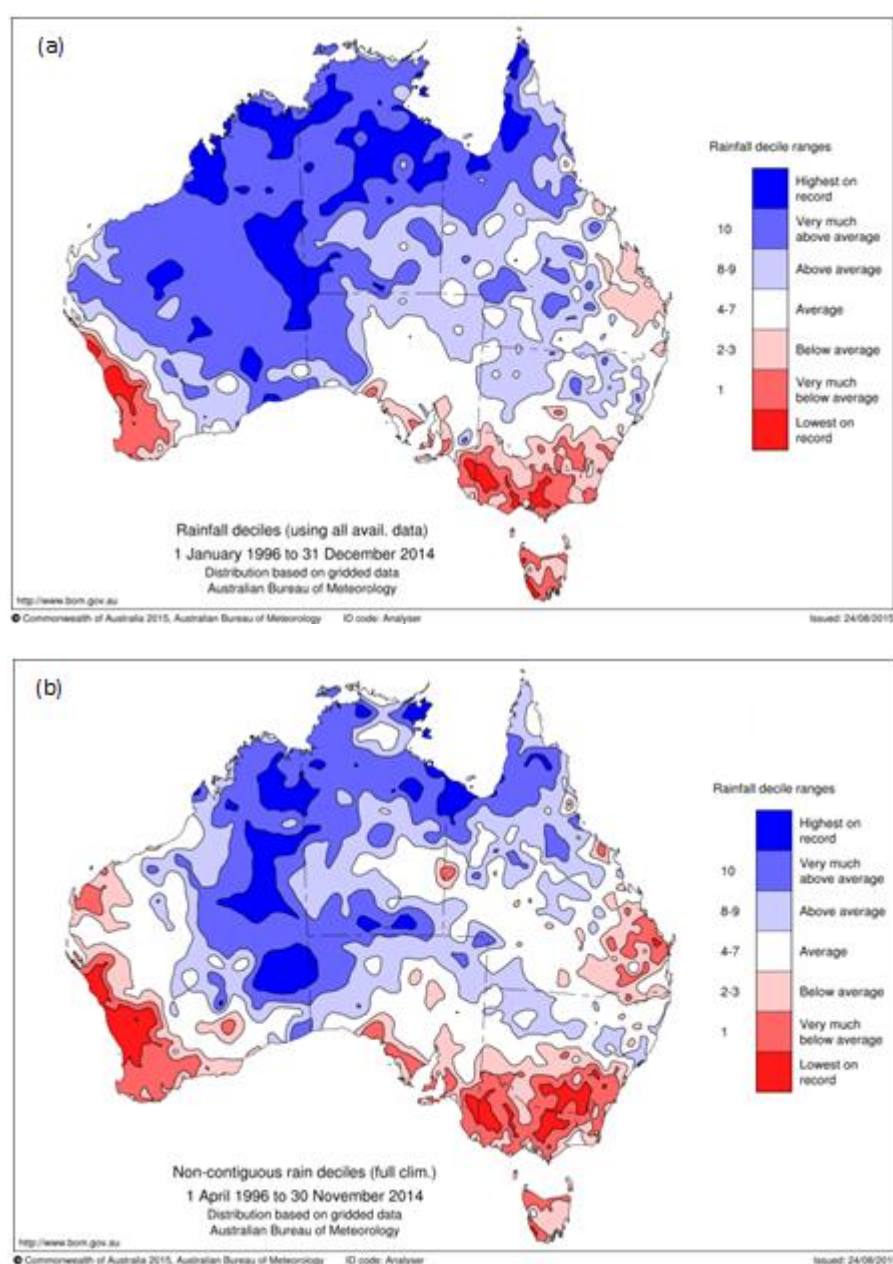 (a)
Rainfall decile ranges
Highest on
record
10
Very much
above average
8-9
Above average
4-7
Average
2-3
Below average
1
Very much
below average
Lowest on
record
Rainfall deciles (using all avail. data)
1 January 1996 to 31 December 2014
Distribution based on gridded data
Australian Bureau of Meteorology
http://www.bom.gov.au
© Commonwealth of Australia 2015, Australian Bureau of Meteorology
ID code: Analyser
Issued: 24/08/2015
(b)
Rainfall decile ranges
Highest on
record
10
Very much
above average
8-9
Above average
4-7
Average
2-3
Below average
1
Very much
below average
Lowest on
record
Non-contiguous rain deciles (full clim.)
1 April 1996 to 30 November 2014
Distribution based on gridded data
Australian Bureau of Meteorology
http://www.bom.gov.au
© Commonwealth of Australia 2015, Australian Bureau of Meteorology
ID code: Analyser
Issued: 24/08/201